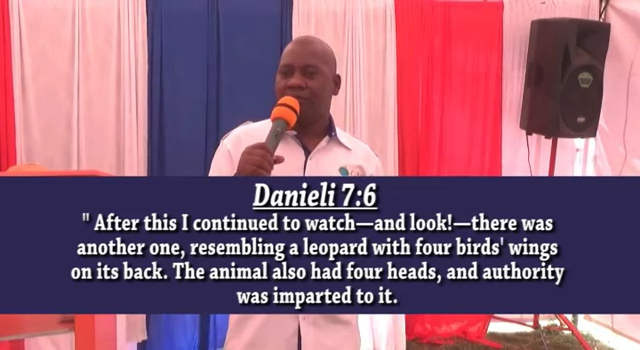 Danieli 7:6
" After this I continued to watch—and look!—there was
another one, resembling a leopard with four birds' wings
on its back. The animal also had four heads, and authority
was imparted to it.